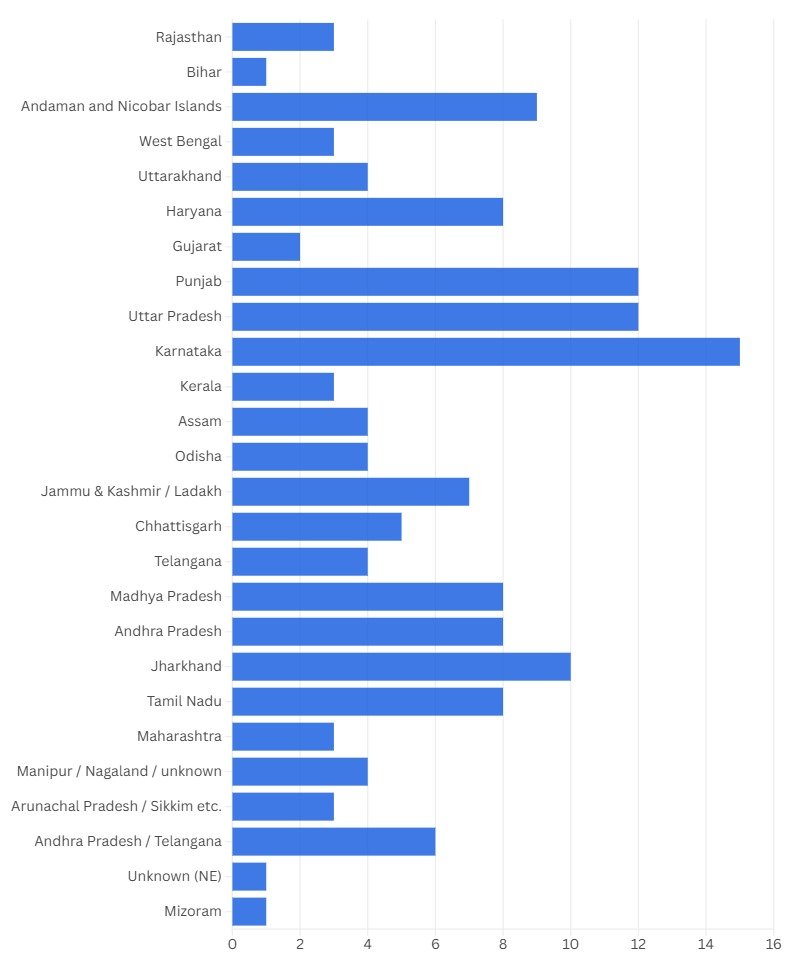 Rajasthan
Bihar
Andaman and Nicobar Islands
West Bengal
Uttarakhand
Haryana
Gujarat
Punjab
Uttar Pradesh
Karnataka
Kerala
Assam
Odisha
Jammu & Kashmir / Ladakh
Chhattisgarh
Telangana
Madhya Pradesh
Andhra Pradesh
Jharkhand
Tamil Nadu
Maharashtra
Manipur / Nagaland / unknown
Arunachal Pradesh / Sikkim etc.
Andhra Pradesh / Telangana
Unknown (NE)
Mizoram
0 2 4 6 8 10 12 14 16